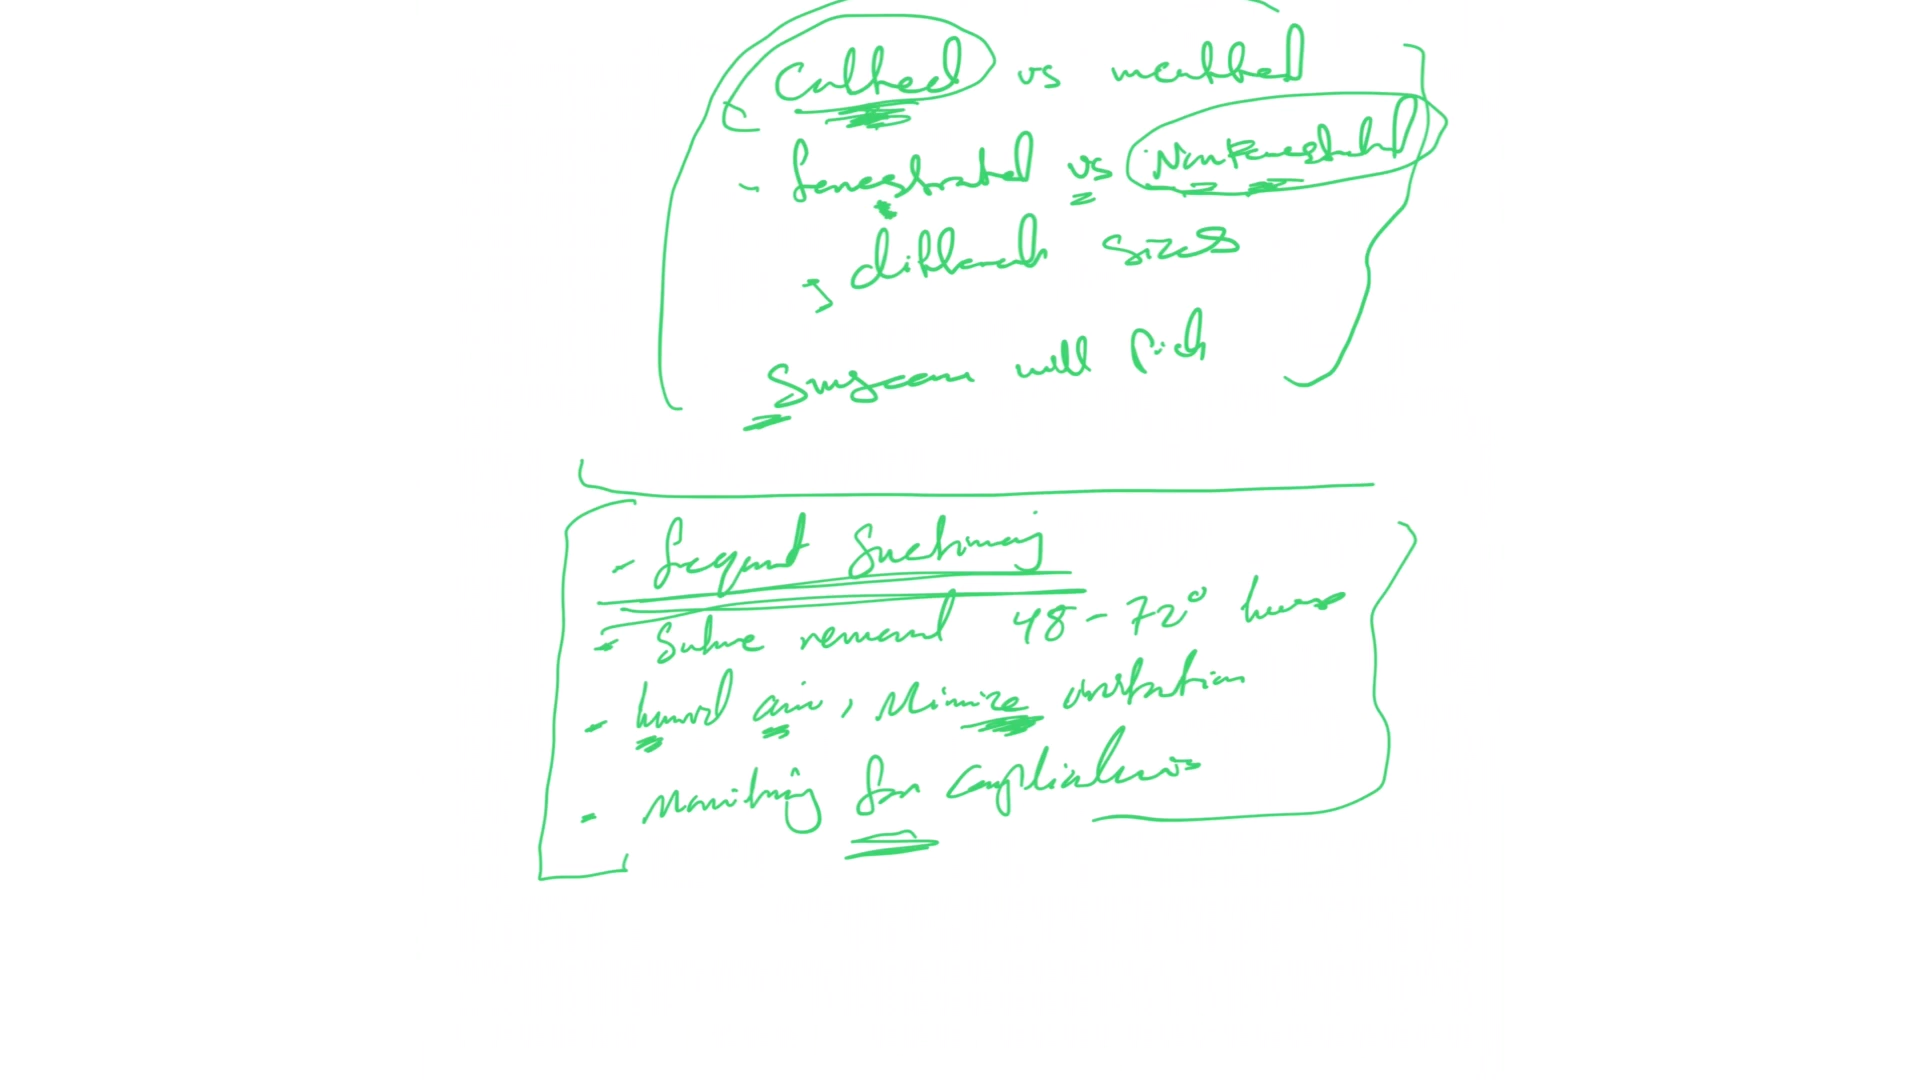 Cuffed vs uncuffed
- fenestrated vs Nonfenestrated
→ different sizes
Surgeon will pick
- frequent Suctioning
- Suture removal 48-72° hours
- humid air, Minimize ventilation
- Monitoring for complications